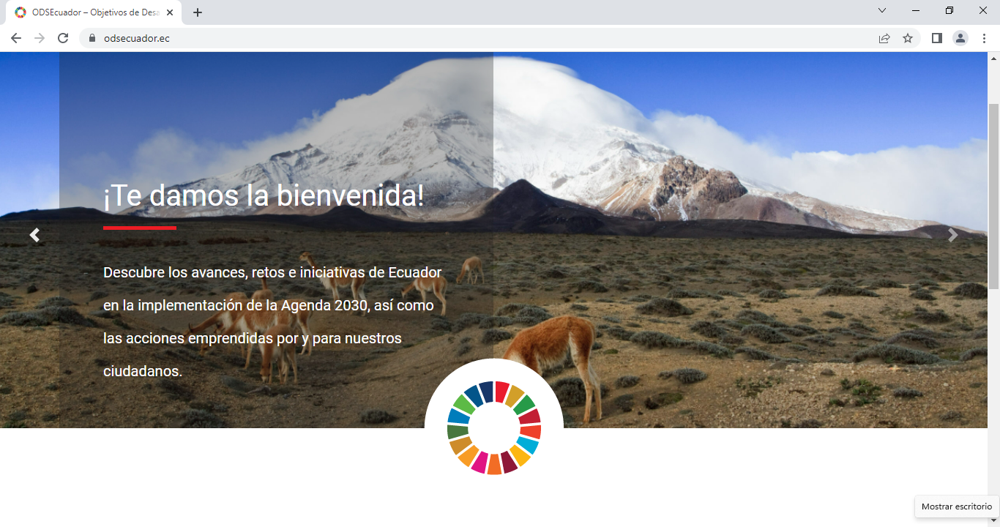 ODSEcuador – Objetivos de Desa
odsecuador.ec
¡Te damos la bienvenida!
Descubre los avances, retos e iniciativas de Ecuador
en la implementación de la Agenda 2030, así como
las acciones emprendidas por y para nuestros
ciudadanos.
Mostrar escritorio